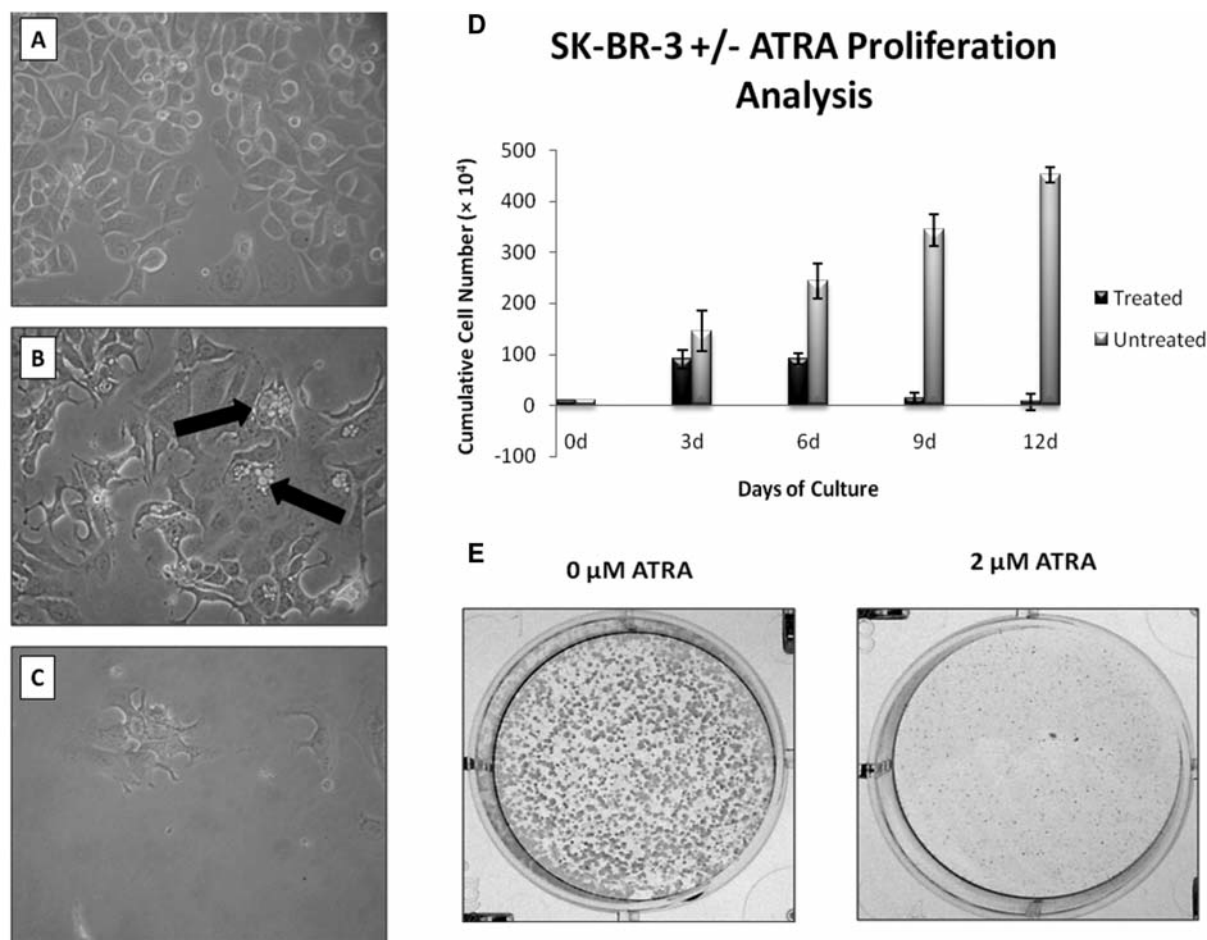 A
B
C
D
SK-BR-3 +/- ATRA Proliferation
Analysis
Cumulative Cell Number (× 10⁴)
500
400
300
200
100
0
-100
0d 3d 6d 9d 12d
Days of Culture
Treated
Untreated
E
0 µM ATRA 2 µM ATRA